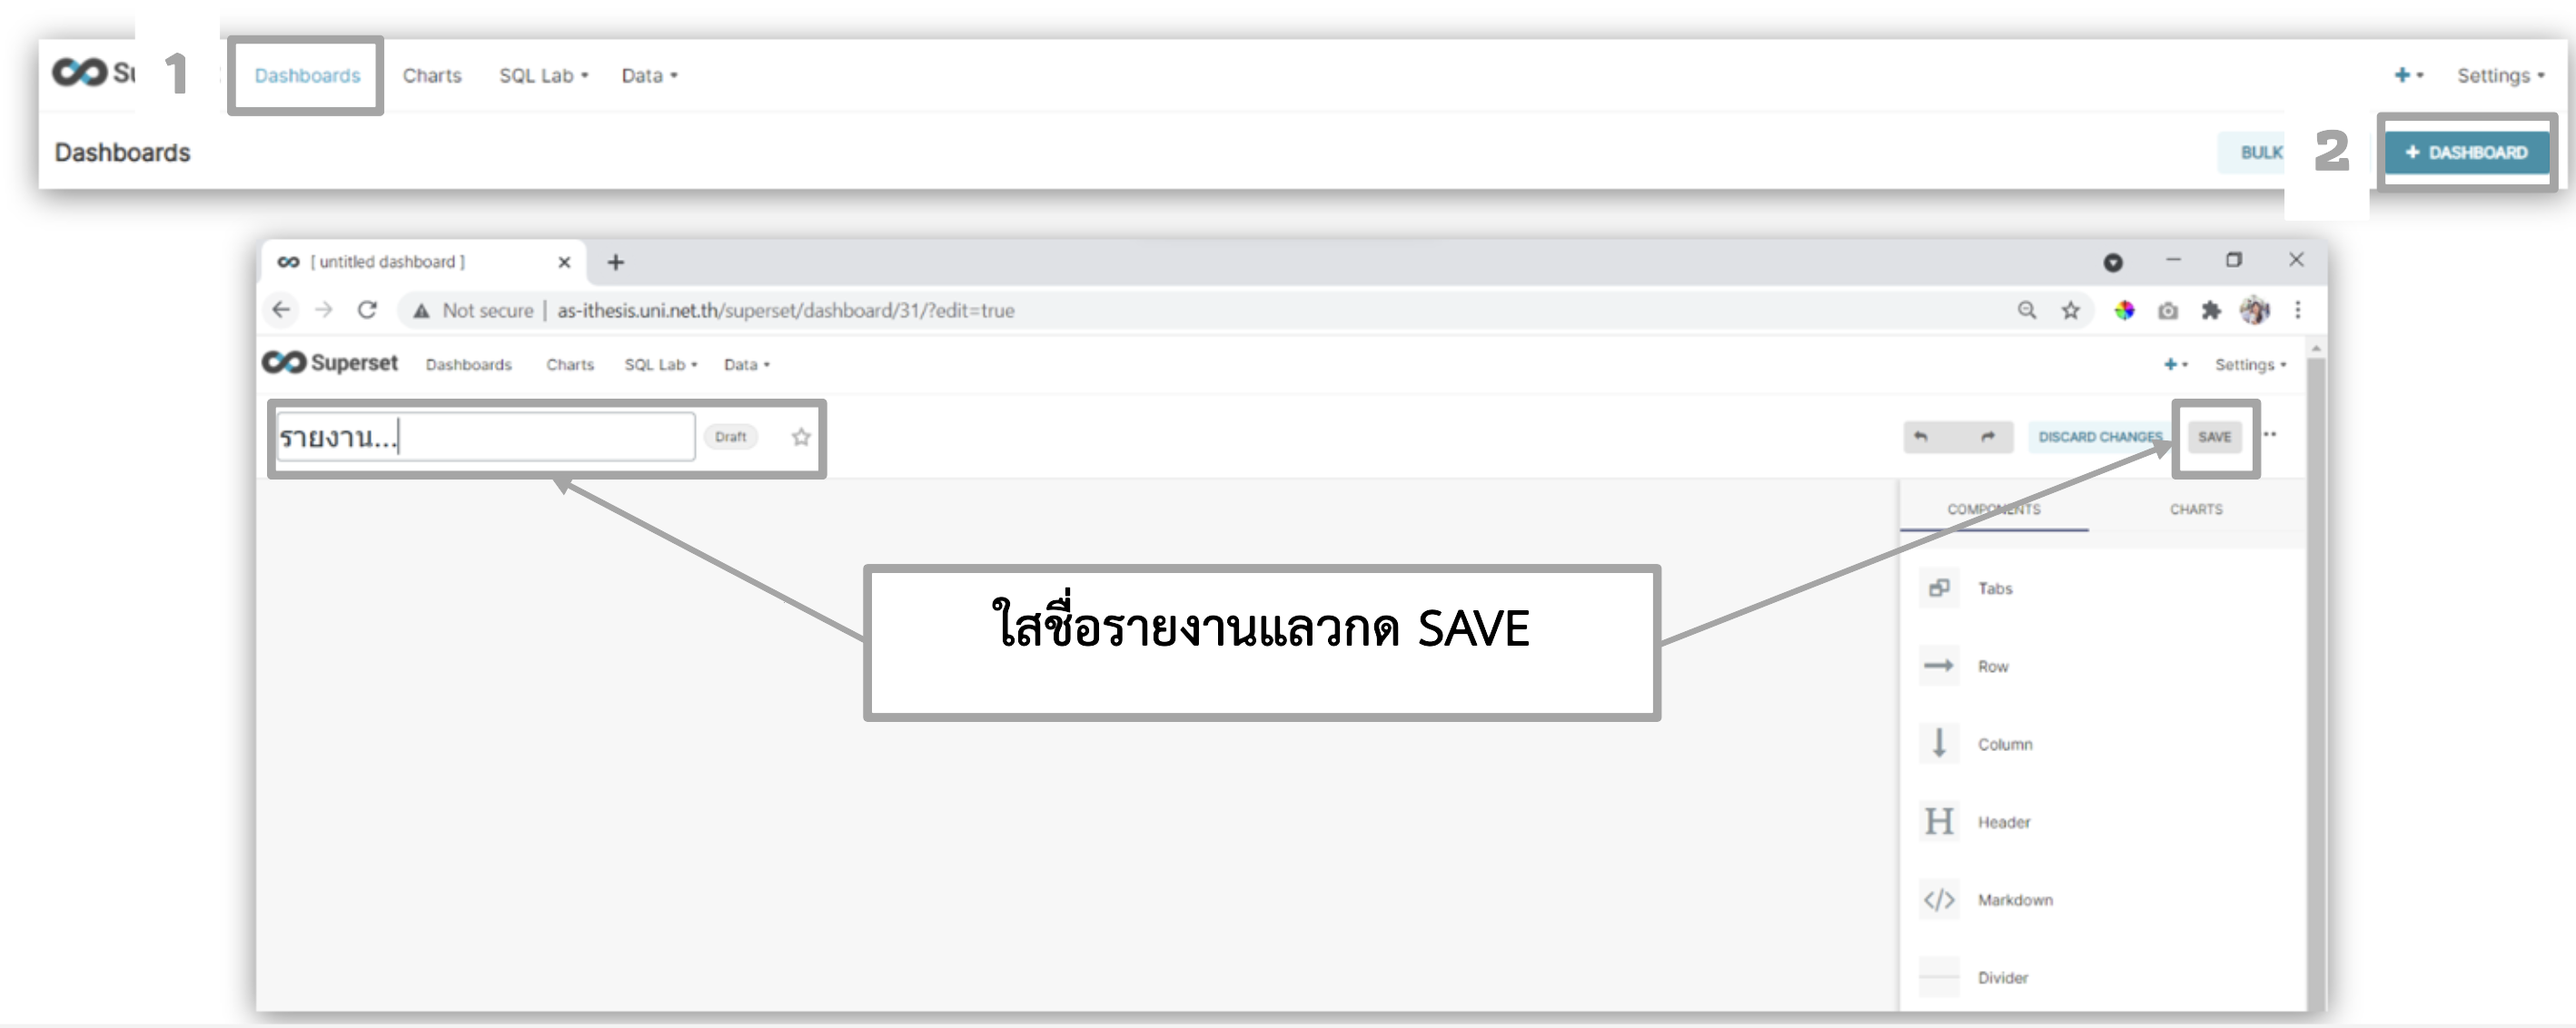 1 Dashboards Charts SQL Lab Data + Settings
Dashboards BULK 2 + DASHBOARD
[ untitled dashboard ] × +
Not secure | as-ithesis.uni.net.th/superset/dashboard/31/?edit=true
Superset Dashboards Charts SQL Lab Data + Settings
รายงาน... Draft DISCARD CHANGES SAVE
COMPONENTS CHARTS
Tabs
ใสชื่อรายงานแลวกด SAVE
Row
Column
H Header
</> Markdown
Divider